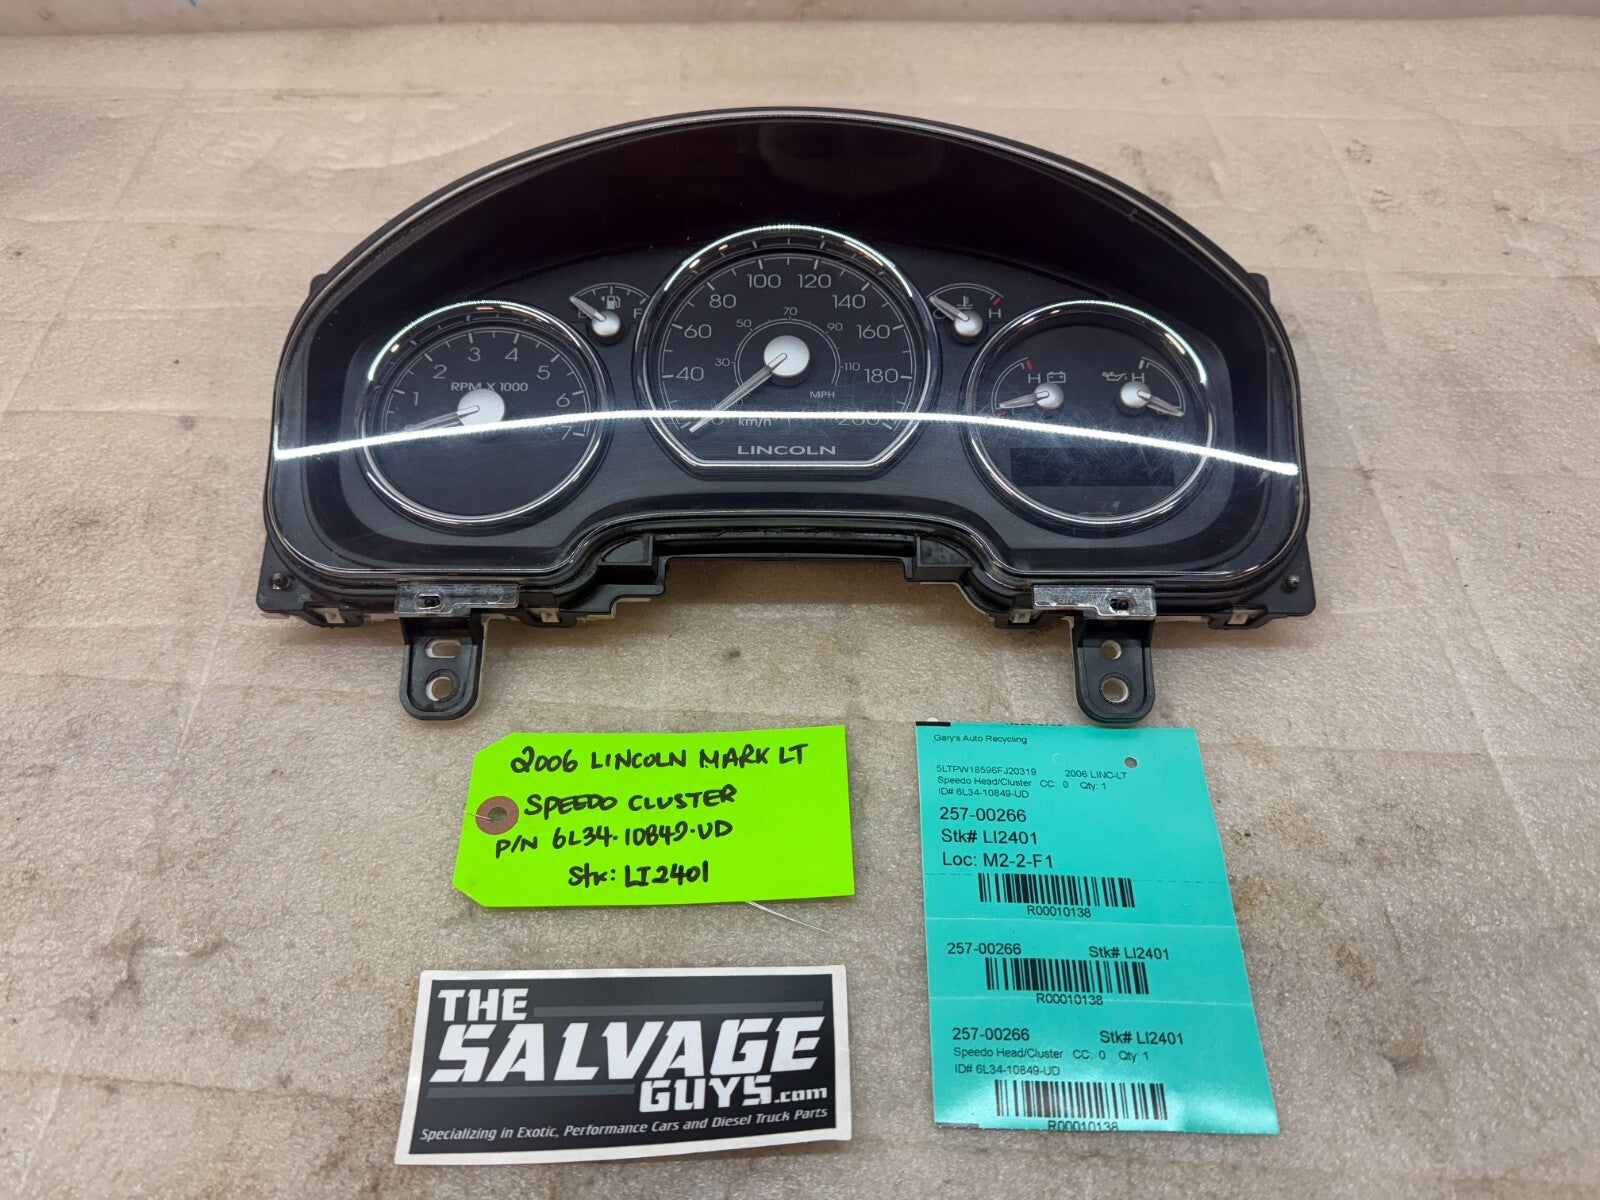 100 120
80 140
70
60 50 90 160
30 110
40 180
MPH
km/h 200
LINCOLN
F
C H
3 4
2 5
RPM X 1000
1 6
7
H H
2006 LINCOLN MARK LT
SPEEDO CLUSTER
P/N 6L34-10849-UD
Stk: LI2401
Gary's Auto Recycling
5LTPW18596FJ20319 2006 LINC-LT
Speedo Head/Cluster CC: 0 Qty: 1
ID# 6L34-10849-UD
257-00266
Stk# LI2401
Loc: M2-2-F1
R00010138
257-00266 Stk# LI2401
R00010138
257-00266 Stk# LI2401
Speedo Head/Cluster CC: 0 Qty: 1
ID# 6L34-10849-UD
R00010138
THE
SALVAGE
GUYS.com
Specializing in Exotic, Performance Cars and Diesel Truck Parts